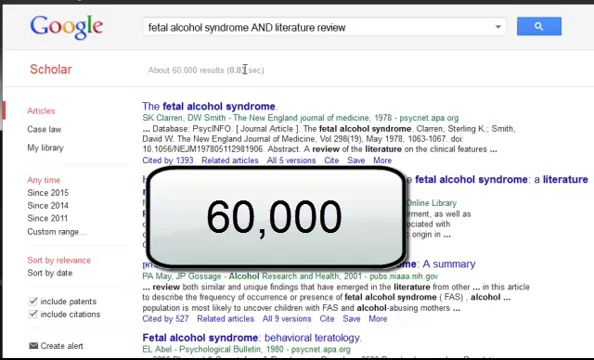 Google
fetal alcohol syndrome AND literature review
Scholar
About 60,000 results (0.03 sec)
Articles
Case law
My library
Any time
Since 2015
Since 2014
Since 2011
Custom range...
Sort by relevance
Sort by date
include patents
include citations
Create alert
The fetal alcohol syndrome.
SK Clarren, DW Smith - The New England journal of medicine, 1978 - psycnet.apa.org
... Database: PsycINFO. [ Journal Article ]. The fetal alcohol syndrome. Clarren, Sterling K.; Smith,
David W. The New England Journal of Medicine, Vol 298(19), May 1978, 1063-1067. doi:
10.1056/NEJM197805112981906. Abstract. A review of the literature on the clinical features ...
Cited by 1393 Related articles All 5 versions Cite Save More
fetal alcohol syndrome: a literature
Online Library
ement, as well as
ociated with
origin in ...
60,000
me: A summary
PA May, JP Gossage - Alcohol Research and Health, 2001 - pubs.niaaa.nih.gov
... review both similar and unique findings that have emerged in the literature from other ... in this article
to describe the frequency of occurrence or presence of fetal alcohol syndrome ( FAS) . alcohol ...
population is most likely to uncover children with FAS and alcohol-abusing mothers ...
Cited by 527 Related articles All 9 versions Cite Save More
Fetal alcohol syndrome: behavioral teratology.
EL Abel - Psychological Bulletin, 1980 - psycnet.apa.org